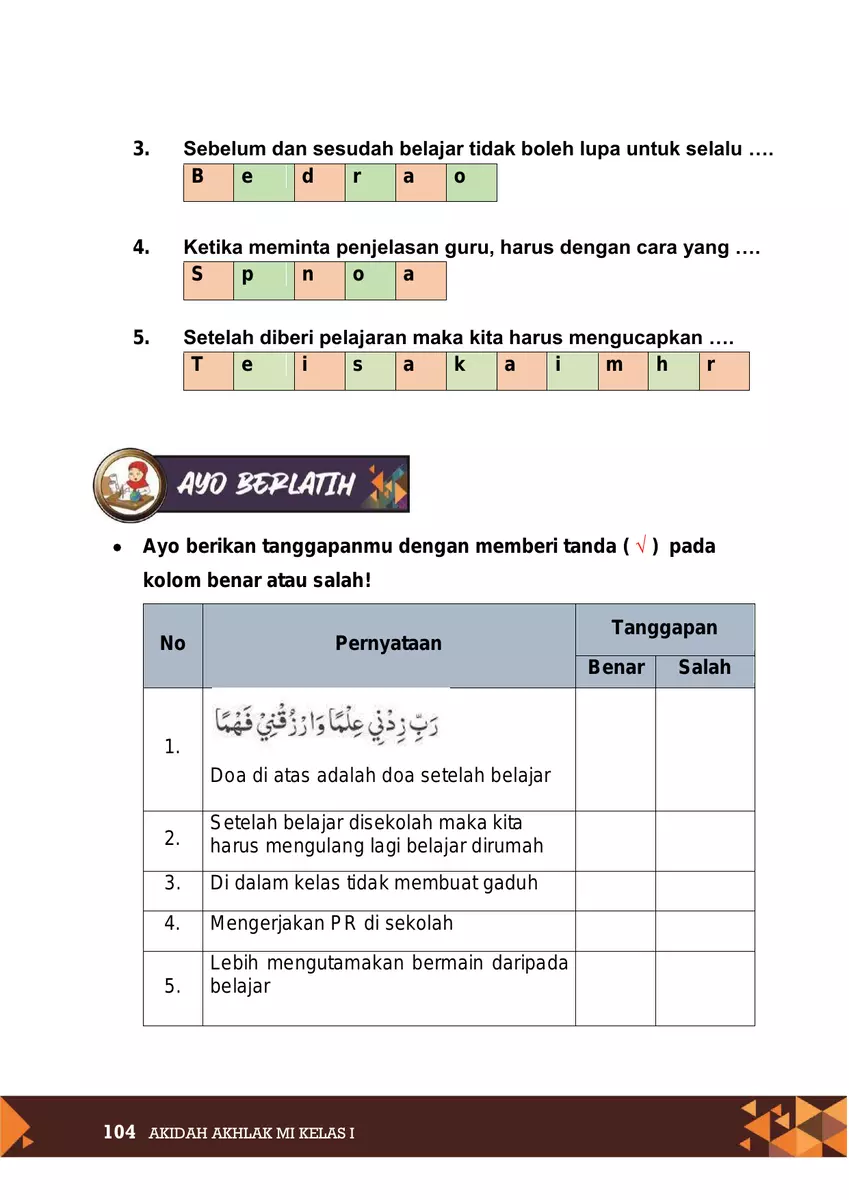 3. Sebelum dan sesudah belajar tidak boleh lupa untuk selalu ....
B e d r a o
4. Ketika meminta penjelasan guru, harus dengan cara yang ....
S p n o a
5. Setelah diberi pelajaran maka kita harus mengucapkan ....
T e i s a k a i m h r
AYO BERLATIH
• Ayo berikan tanggapanmu dengan memberi tanda ( √ ) pada
kolom benar atau salah!
No Pernyataan Tanggapan
Benar Salah
رَبِّ زِدْنِي عِلْمًا وَارْزُقْنِيْ فَهْمًا
1.
Doa di atas adalah doa setelah belajar
2. Setelah belajar disekolah maka kita
harus mengulang lagi belajar dirumah
3. Di dalam kelas tidak membuat gaduh
4. Mengerjakan PR di sekolah
5. Lebih mengutamakan bermain daripada
belajar
104 AKIDAH AKHLAK MI KELAS I